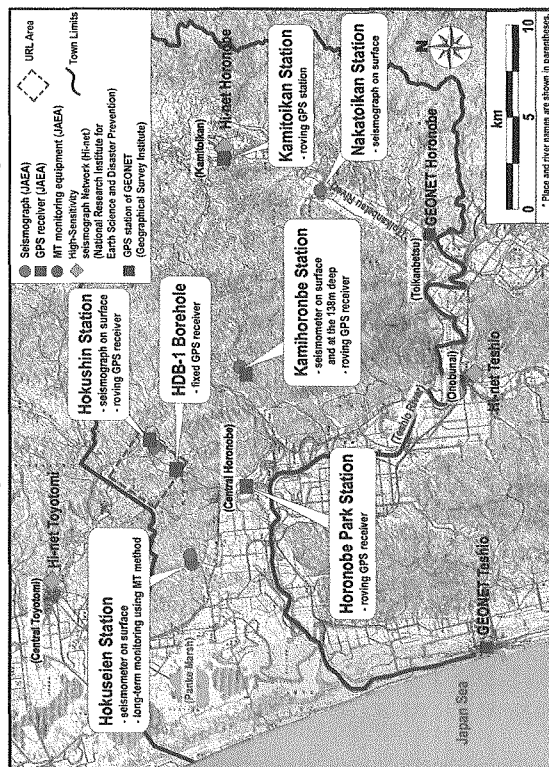 Seismograph (JAEA)
GPS receiver (JAEA)
MT monitoring equipment (JAEA)
High-Sensitivity
seismograph Network (Hi-net)
(National Research Institute for
Earth Science and Disaster Prevention)
GPS station of GEONET
(Geographical Survey Institute)
URL Area
Town Limits
(Central Toyotomi)
Hi-net Toyotomi
Hokushin Station
- seismograph on surface
- roving GPS receiver
HDB-1 Borehole
- fixed GPS receiver
Hokuseien Station
- seismometer on surface
- long-term monitoring using MT method
(Panke Marsh)
(Central Horonobe)
Kamihoronbe Station
- seismometer on surface
and at the 138m deep
- roving GPS receiver
Horonobe Park Station
- roving GPS receiver
(Kamitoikan)
Hi-net Horonobe
Kamitoikan Station
- roving GPS station
Nakatoikan Station
- seismograph on surface
(Toikanbetsu River)
GEONET Horonobe
(Toikanbetsu)
(Onobunai)
Hi-net Teshio
(Teshio River)
GEONET Teshio
Japan Sea
N
km
0 5 10
* Place and river names are shown in parentheses.